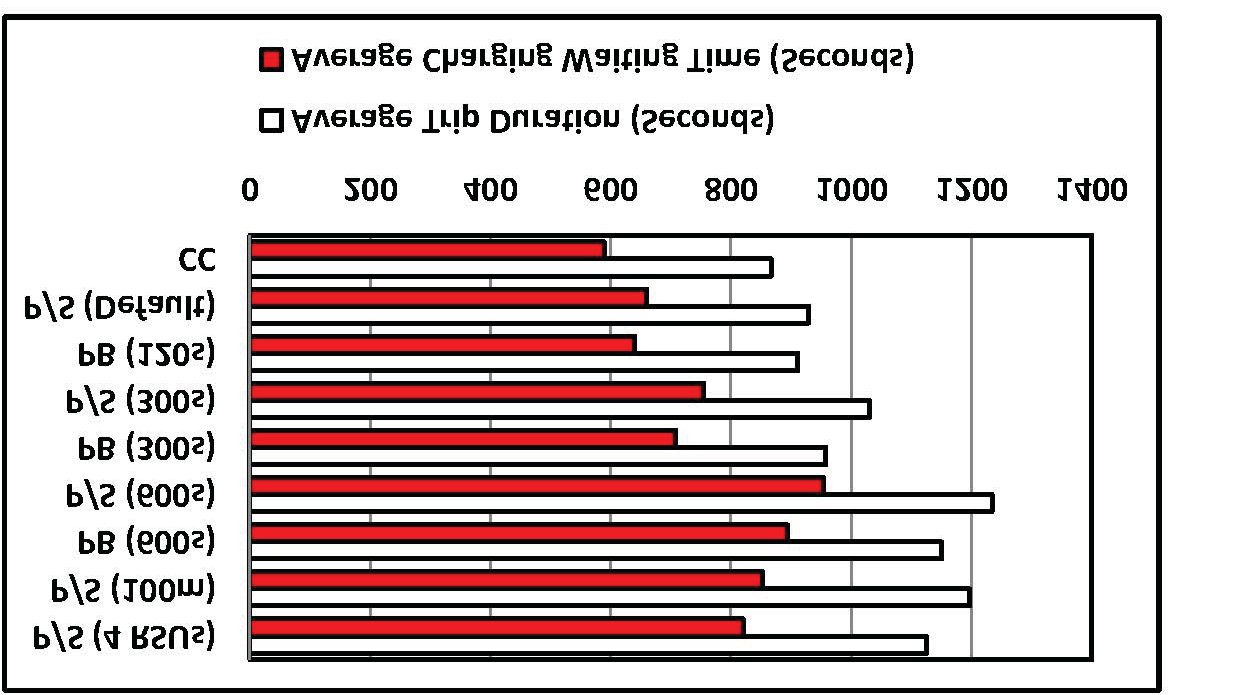 P/S (4 RSUs)
P/S (100m)
PB (600s)
P/S (600s)
PB (300s)
P/S (300s)
PB (120s)
P/S (Default)
CC
0 200 400 600 800 1000 1200 1400
Average Trip Duration (Seconds)
Average Charging Waiting Time (Seconds)